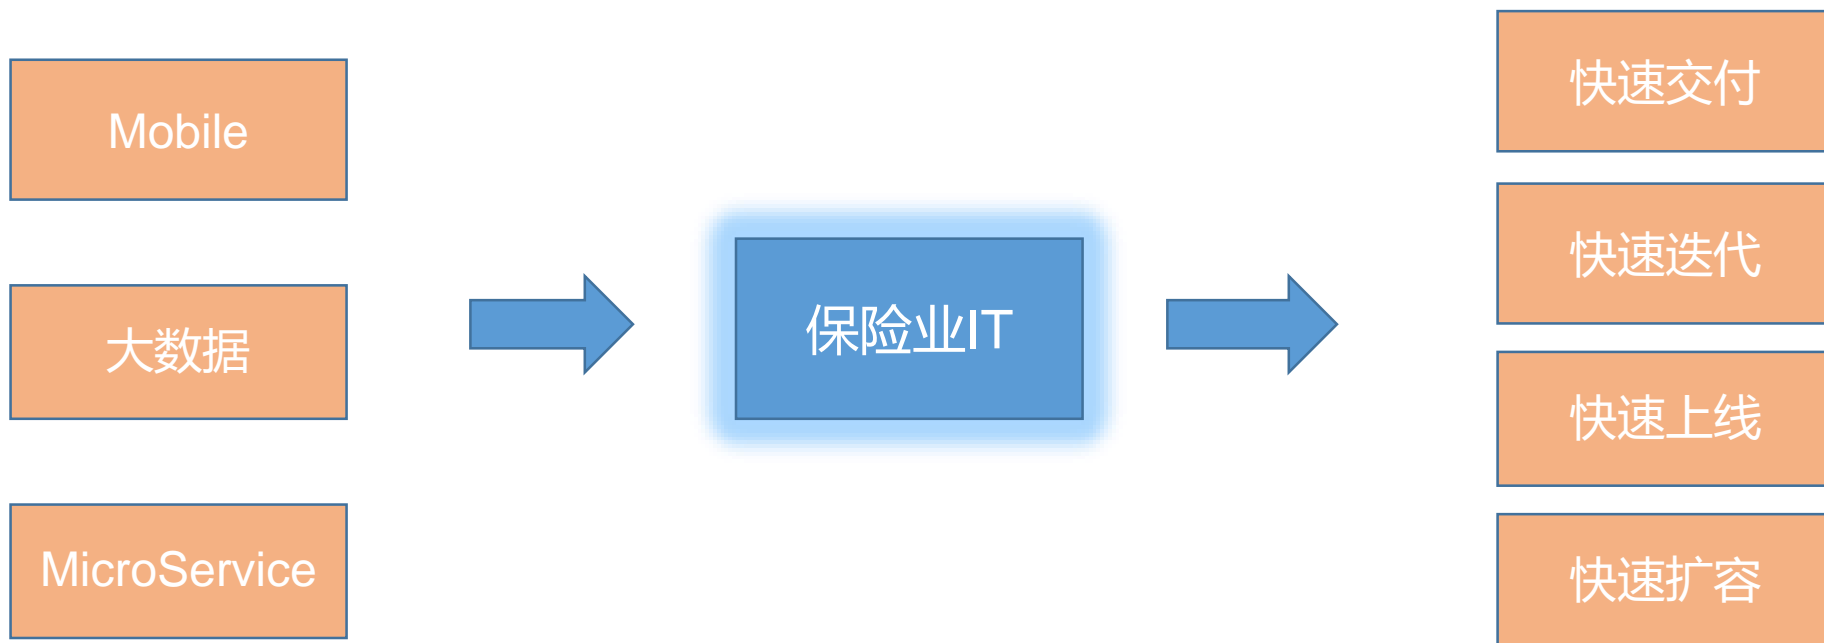 Mobile
大数据
MicroService
保险业IT
快速交付
快速迭代
快速上线
快速扩容